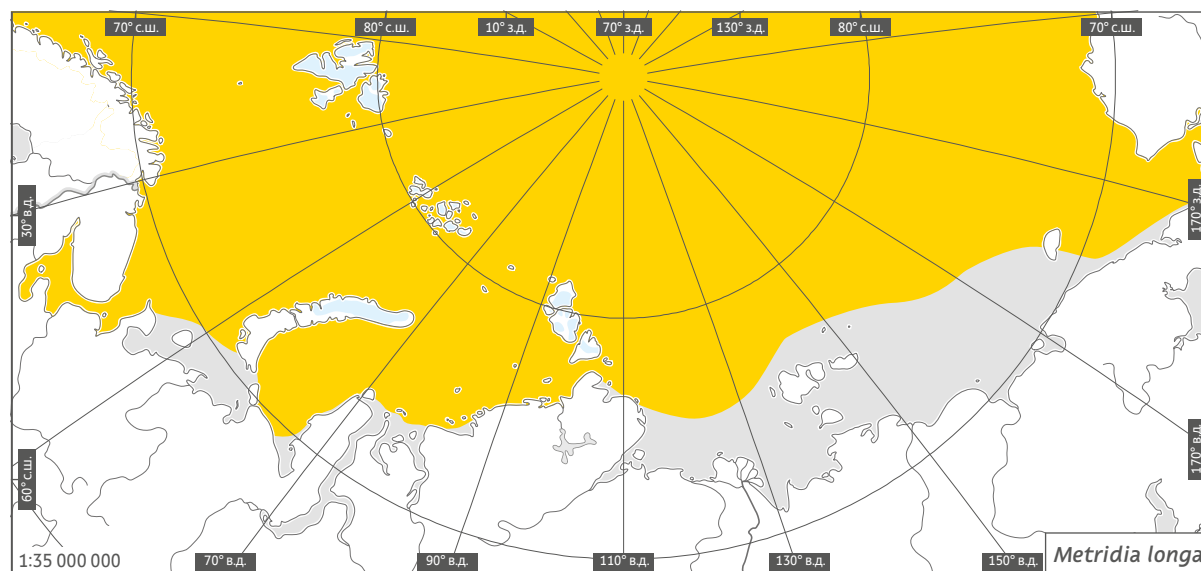 70° с.ш.
80° с.ш.
10° з.д.
70° з.д.
130° з.д.
80° с.ш.
70° с.ш.
30° в.д.
170° з.д.
60° с.ш.
170° в.д.
1:35 000 000
70° в.д.
90° в.д.
110° в.д.
130° в.д.
150° в.д.
Metridia longa